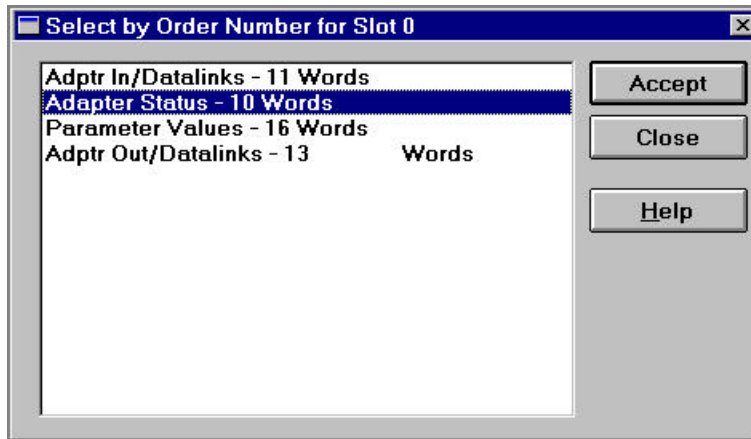 Select by Order Number for Slot 0
Adptr In/Datalinks - 11 Words
Adapter Status - 10 Words
Parameter Values - 16 Words
Adptr Out/Datalinks - 13 Words
Accept
Close
Help